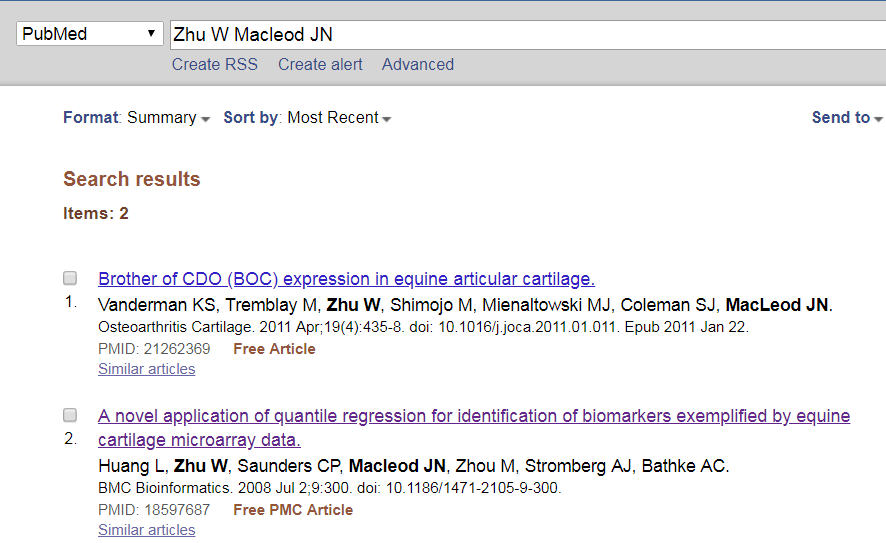 PubMed Zhu W Macleod JN
Create RSS Create alert Advanced
Format: Summary Sort by: Most Recent Send to
Search results
Items: 2
Brother of CDO (BOC) expression in equine articular cartilage.
1. Vanderman KS, Tremblay M, Zhu W, Shimojo M, Mienaltowski MJ, Coleman SJ, MacLeod JN.
Osteoarthritis Cartilage. 2011 Apr;19(4):435-8. doi: 10.1016/j.joca.2011.01.011. Epub 2011 Jan 22.
PMID: 21262369 Free Article
Similar articles
A novel application of quantile regression for identification of biomarkers exemplified by equine
2. cartilage microarray data.
Huang L, Zhu W, Saunders CP, Macleod JN, Zhou M, Stromberg AJ, Bathke AC.
BMC Bioinformatics. 2008 Jul 2;9:300. doi: 10.1186/1471-2105-9-300.
PMID: 18597687 Free PMC Article
Similar articles